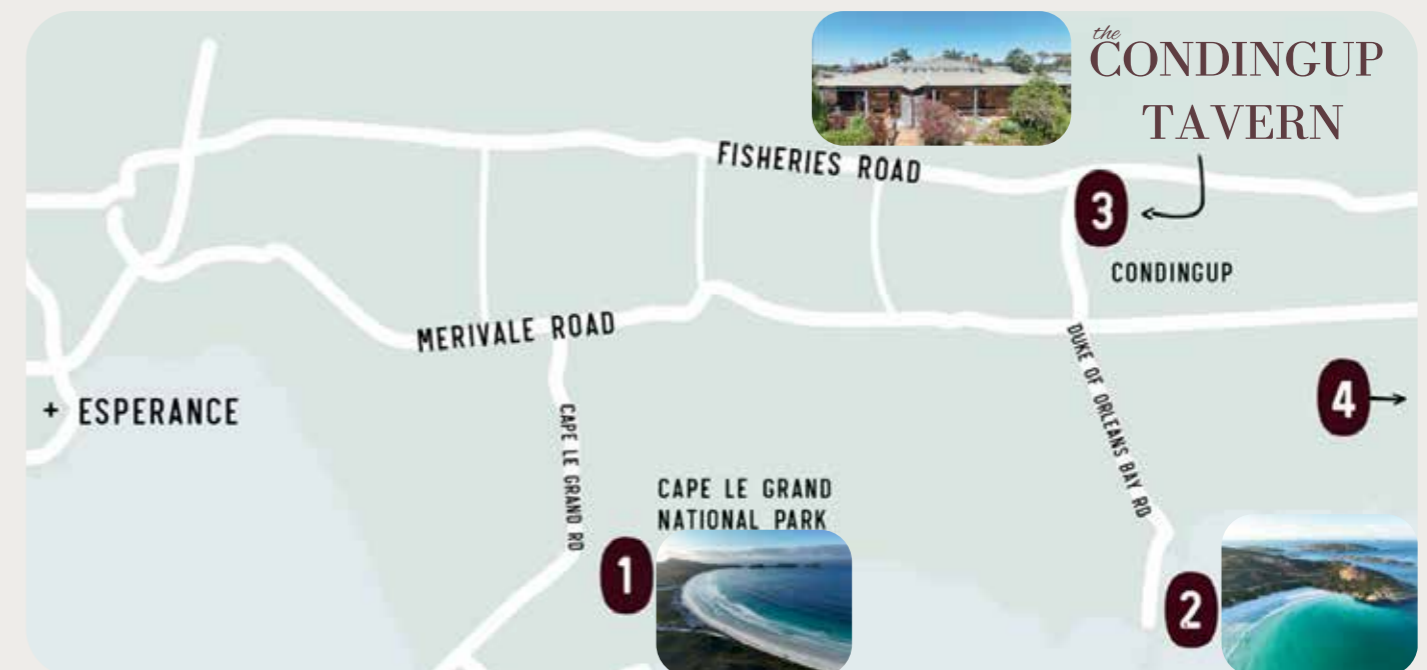 the
CONDINGUP
TAVERN
FISHERIES ROAD
3
CONDINGUP
MERIVALE ROAD
DUKE OF ORLEANS BAY RD
4
+ ESPERANCE
CAPE LE GRAND RD
CAPE LE GRAND
NATIONAL PARK
1
2